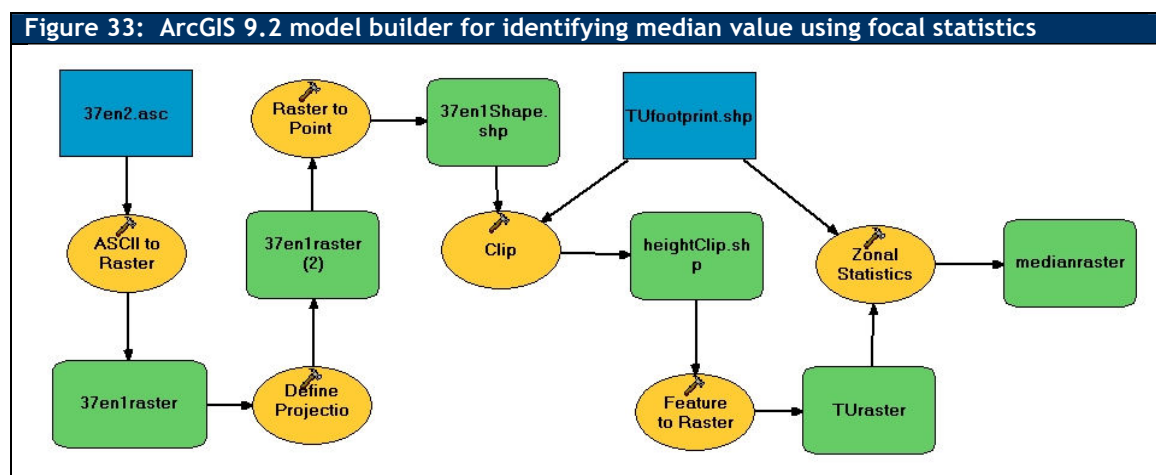 Figure 33: ArcGIS 9.2 model builder for identifying median value using focal statistics
37en2.asc
ASCII to
Raster
37en1raster
Define
Projectio
37en1raster
(2)
Raster to
Point
37en1Shape.
shp
Clip
TUfootprint.shp
heightClip.sh
p
Feature
to Raster
TUraster
Zonal
Statistics
medianraster